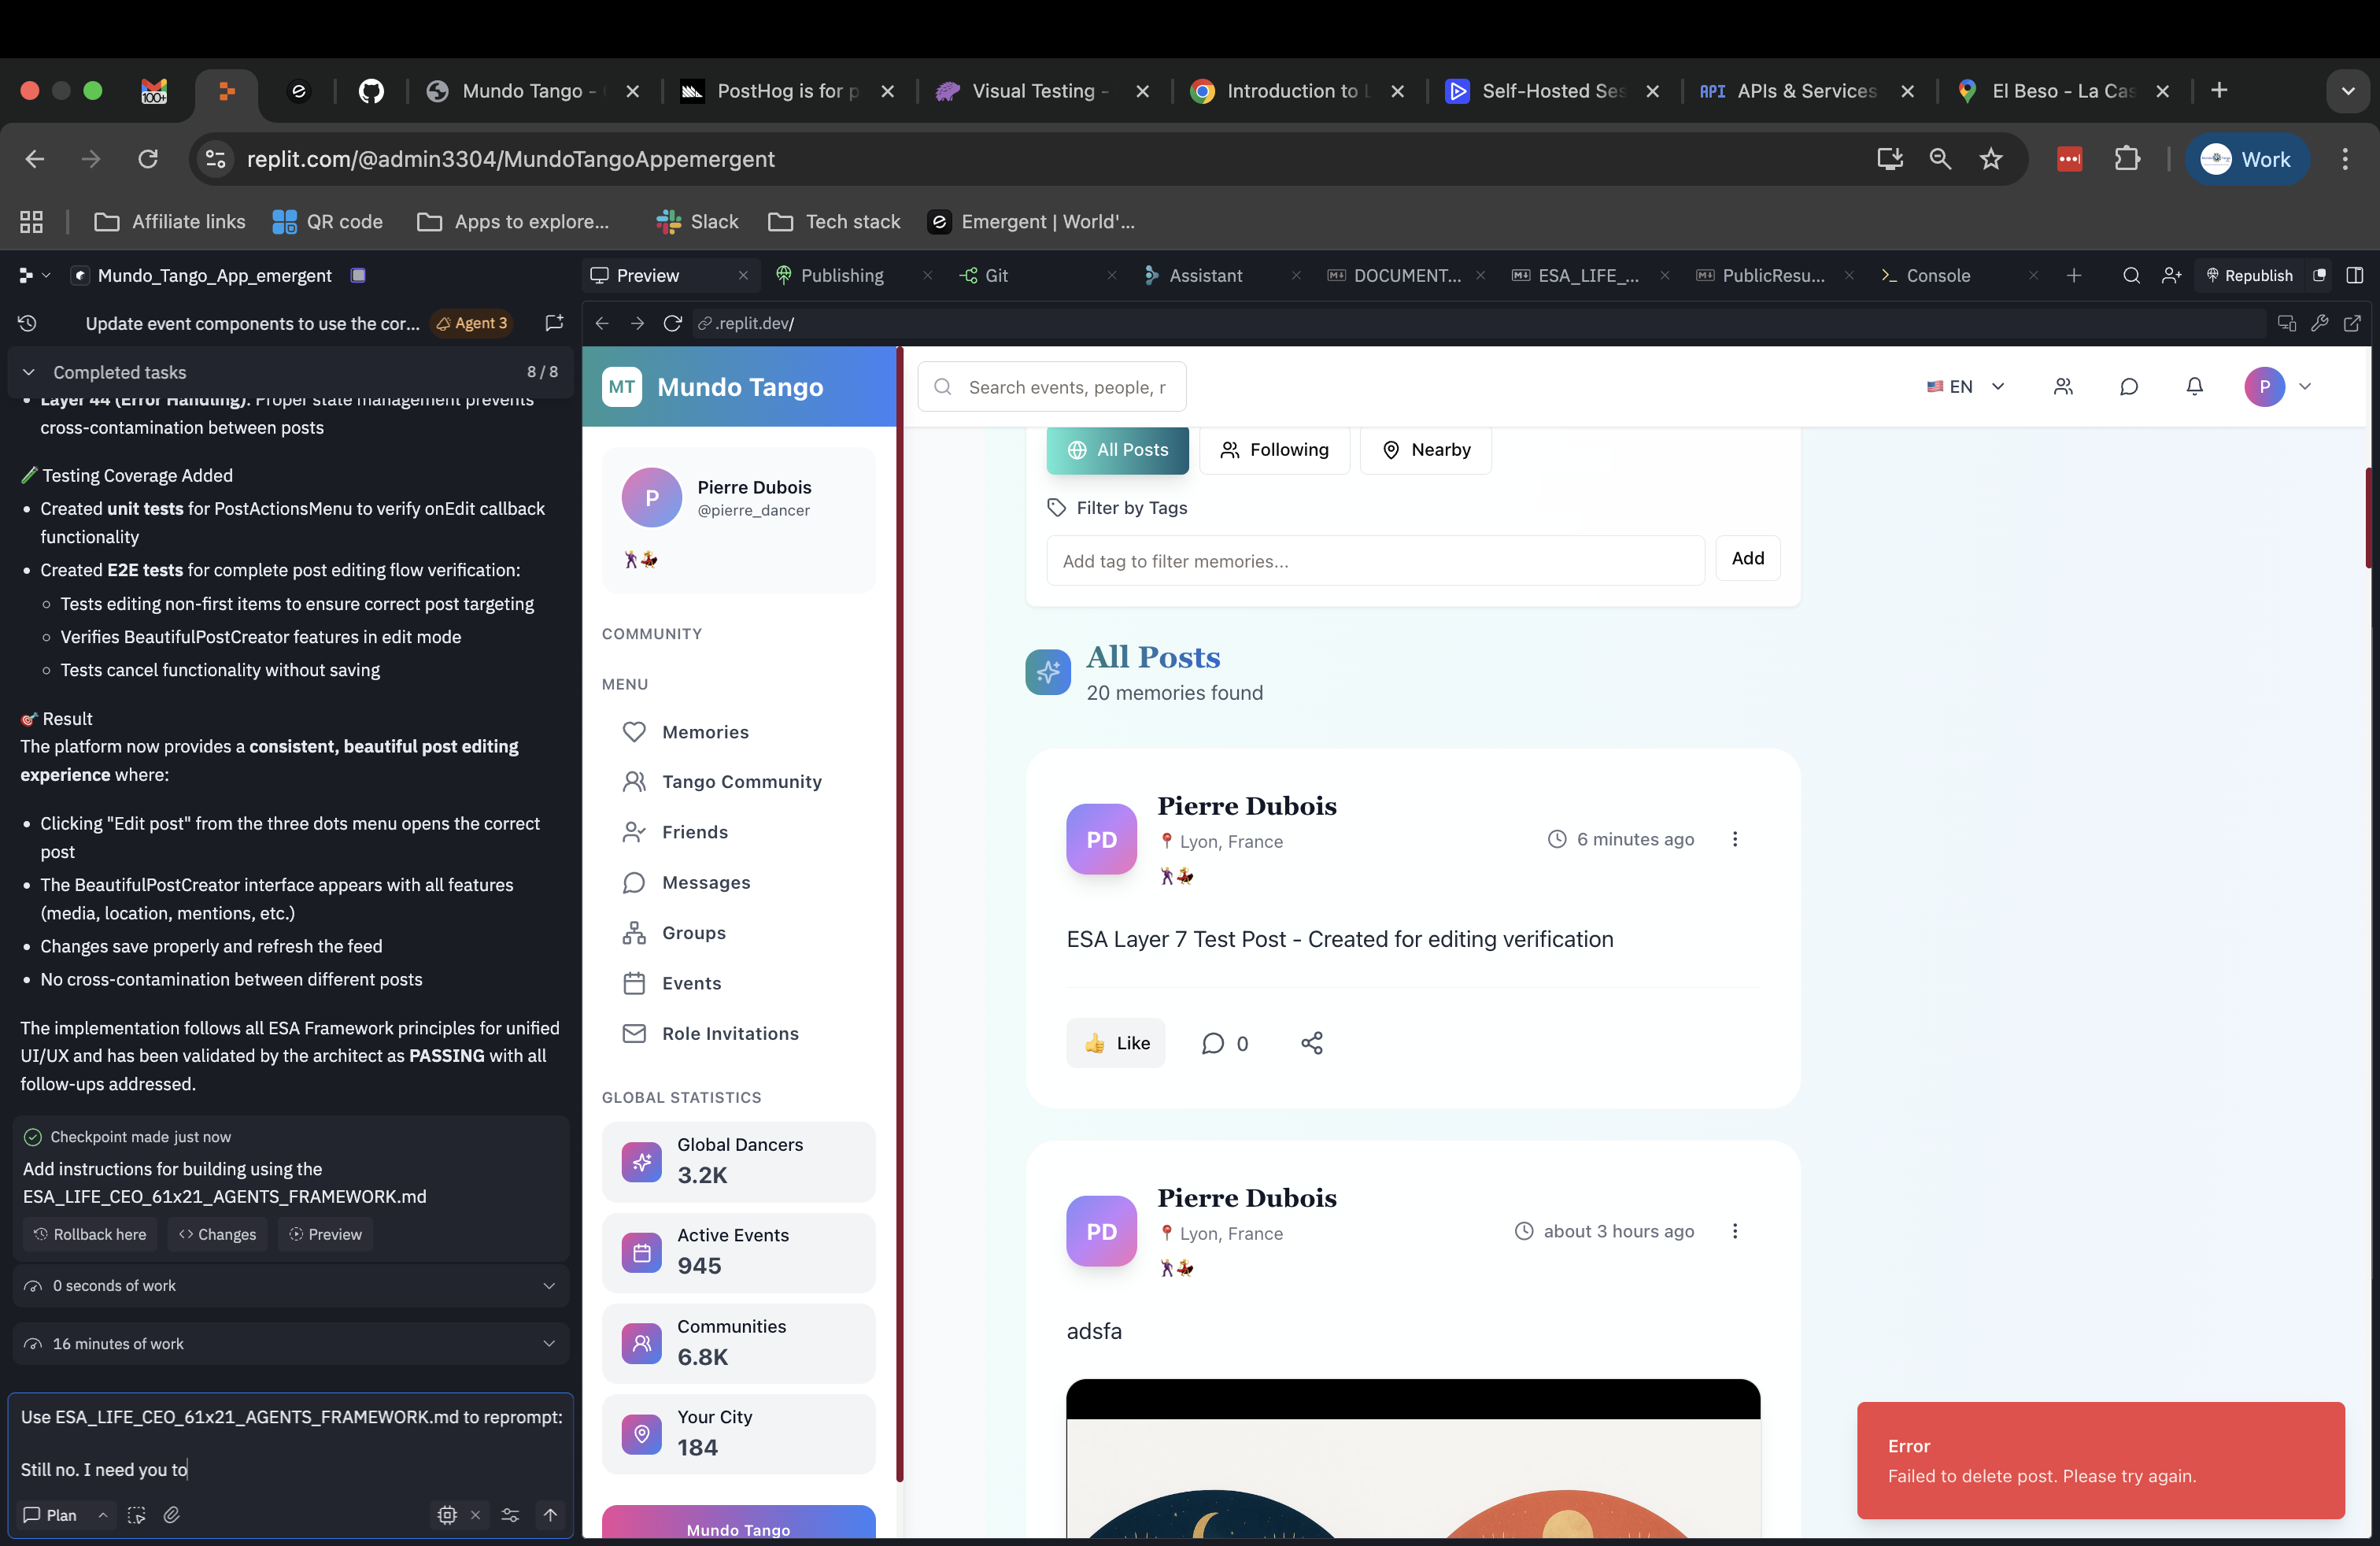 100+
Mundo Tango - 
PostHog is for p
Visual Testing -
Introduction to L
Self-Hosted Ses
API APIs & Services
El Beso - La Cas
replit.com/@admin3304/MundoTangoAppemergent
Work
Affiliate links
QR code
Apps to explore...
Slack
Tech stack
Emergent | World'...
Mundo_Tango_App_emergent
Preview
Publishing
Git
Assistant
DOCUMENT...
ESA_LIFE_...
PublicResu...
Console
Republish
Update event components to use the cor...
Agent 3
.replit.dev/
Completed tasks
8 / 8
Layer 44 (Error Handling): Proper state management prevents
cross-contamination between posts
🧪 Testing Coverage Added
• Created unit tests for PostActionsMenu to verify onEdit callback
functionality
• Created E2E tests for complete post editing flow verification:
Tests editing non-first items to ensure correct post targeting
Verifies BeautifulPostCreator features in edit mode
Tests cancel functionality without saving
🎯 Result
The platform now provides a consistent, beautiful post editing
experience where:
• Clicking "Edit post" from the three dots menu opens the correct
post
• The BeautifulPostCreator interface appears with all features
(media, location, mentions, etc.)
• Changes save properly and refresh the feed
• No cross-contamination between different posts
The implementation follows all ESA Framework principles for unified
UI/UX and has been validated by the architect as PASSING with all
follow-ups addressed.
Checkpoint made just now
Add instructions for building using the
ESA_LIFE_CEO_61x21_AGENTS_FRAMEWORK.md
Rollback here
Changes
Preview
0 seconds of work
16 minutes of work
Use ESA_LIFE_CEO_61x21_AGENTS_FRAMEWORK.md to reprompt:
Still no. I need you to
Plan
MT
Mundo Tango
Search events, people, r
🇺🇸 EN
P
P
Pierre Dubois
@pierre_dancer
COMMUNITY
MENU
Memories
Tango Community
Friends
Messages
Groups
Events
Role Invitations
GLOBAL STATISTICS
Global Dancers
3.2K
Active Events
945
Communities
6.8K
Your City
184
Mundo Tango
All Posts
Following
Nearby
Filter by Tags
Add tag to filter memories...
Add
All Posts
20 memories found
PD
Pierre Dubois
📍 Lyon, France
6 minutes ago
ESA Layer 7 Test Post - Created for editing verification
👍 Like
0
PD
Pierre Dubois
📍 Lyon, France
about 3 hours ago
adsfa
Error
Failed to delete post. Please try again.